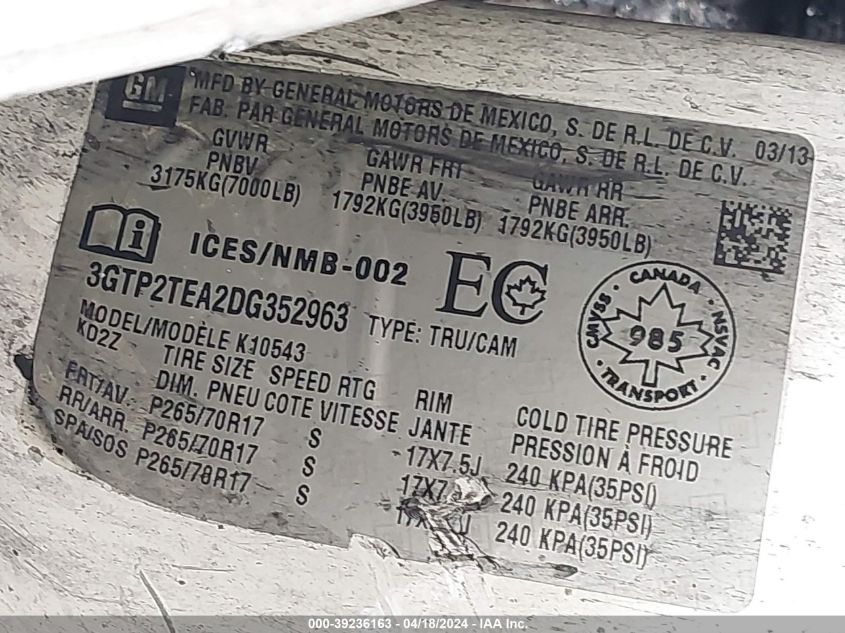 GM
MFD BY GENERAL MOTORS DE MEXICO, S. DE R.L. DE C.V. 03/13
FAB. PAR GENERAL MOTORS DE MEXICO, S. DE R.L. DE C.V.
GVWR GAWR FRT GAWR RR
PNBV PNBE AV. PNBE ARR.
3175KG(7000LB) 1792KG(3950LB) 1792KG(3950LB)
ICES/NMB-002 EC
3GTP2TEA2DG352963 TYPE: TRU/CAM
CANADA
CMVSS · NSVAC
985
TRANSPORT
MODEL/MODÈLE K10543
KD2Z TIRE SIZE SPEED RTG RIM COLD TIRE PRESSURE
DIM. PNEU COTE VITESSE JANTE PRESSION À FROID
FRT/AV. P265/70R17 S 17X7.5J 240 KPA(35PSI)
RR/ARR. P265/70R17 S 17X7. 240 KPA(35PSI)
SPA/SOS P265/70R17 S 17X J 240 KPA(35PSI)
000-39236163 - 04/18/2024 - IAA Inc.